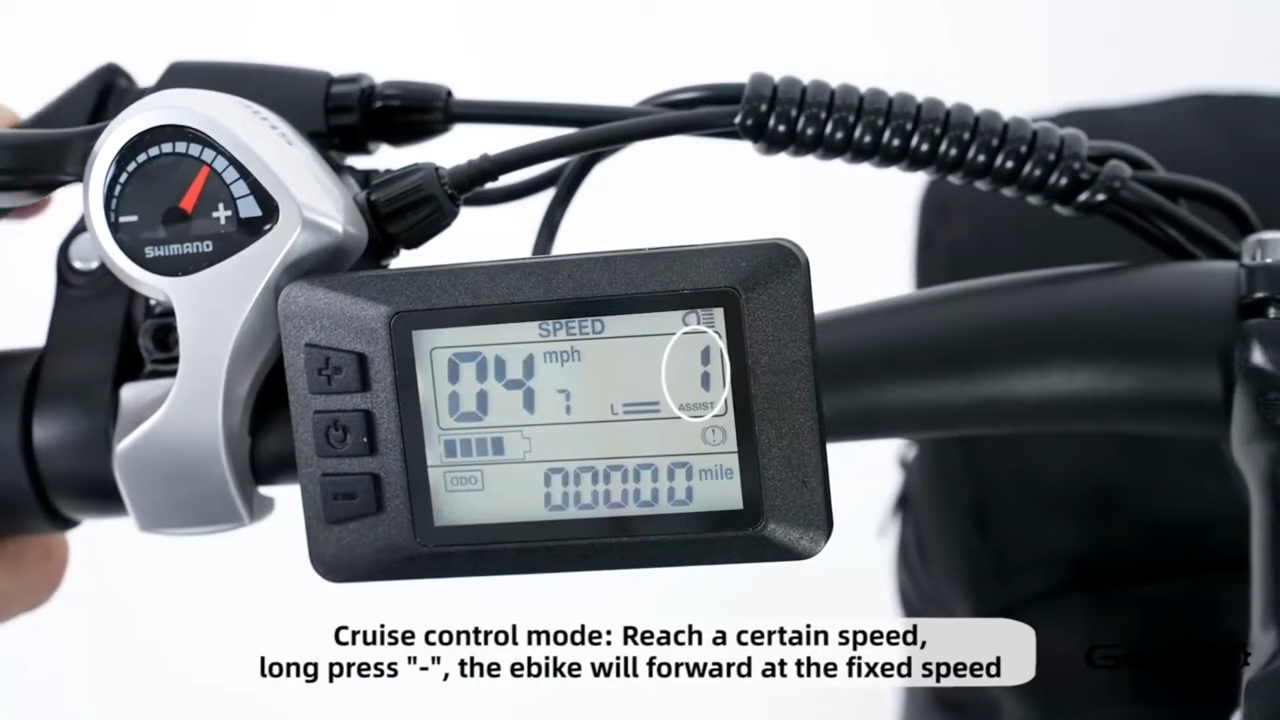 SHIMANO
SPEED
04 mph 7
1
L
ASSIST
ODO
00000 mile
Cruise control mode: Reach a certain speed,
long press "-", the ebike will forward at the fixed speed